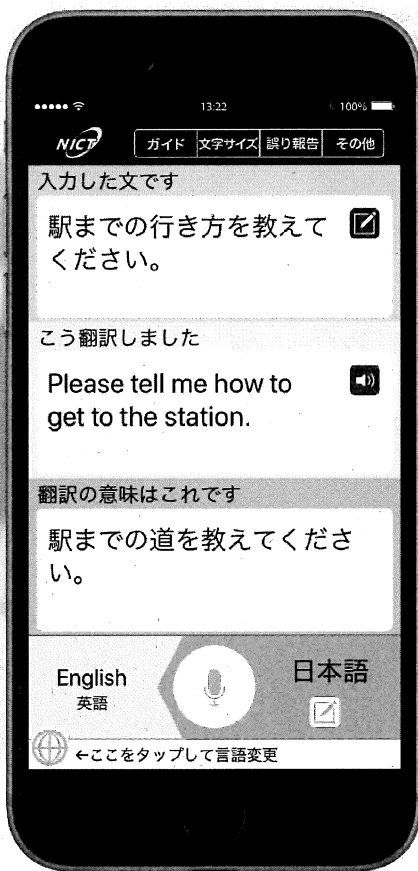 13:22
100%
NICT
ガイド 文字サイズ 誤り報告 その他
入力した文です
駅までの行き方を教えて
ください。
こう翻訳しました
Please tell me how to
get to the station.
翻訳の意味はこれです
駅までの道を教えてくださ
い。
English
英語
日本語
←ここをタップして言語変更